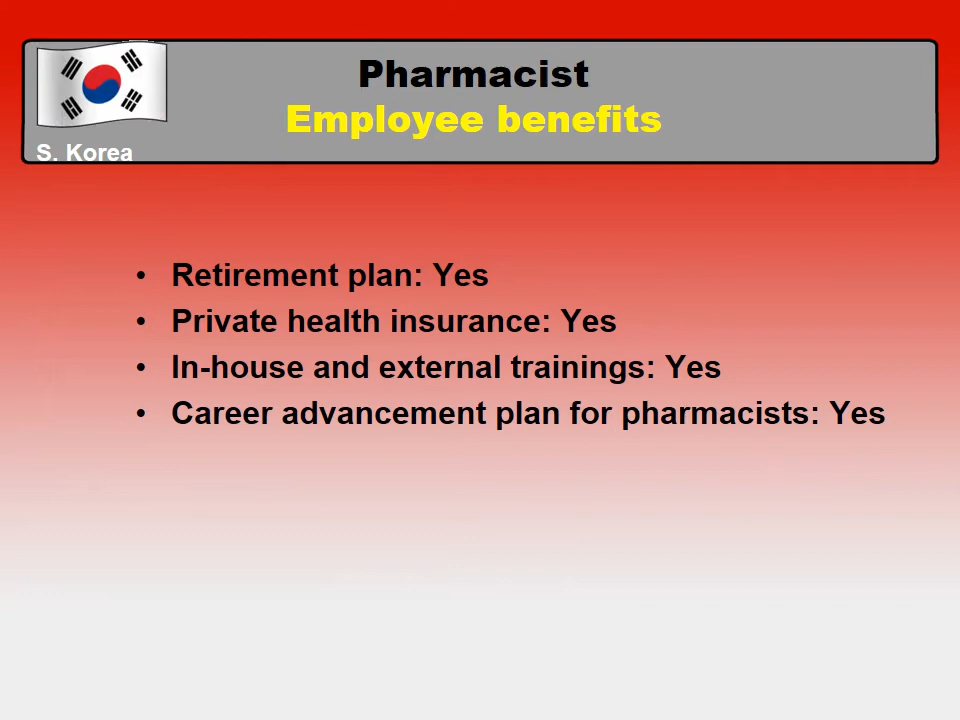 Pharmacist
Employee benefits
S. Korea
• Retirement plan: Yes
• Private health insurance: Yes
• In-house and external trainings: Yes
• Career advancement plan for pharmacists: Yes